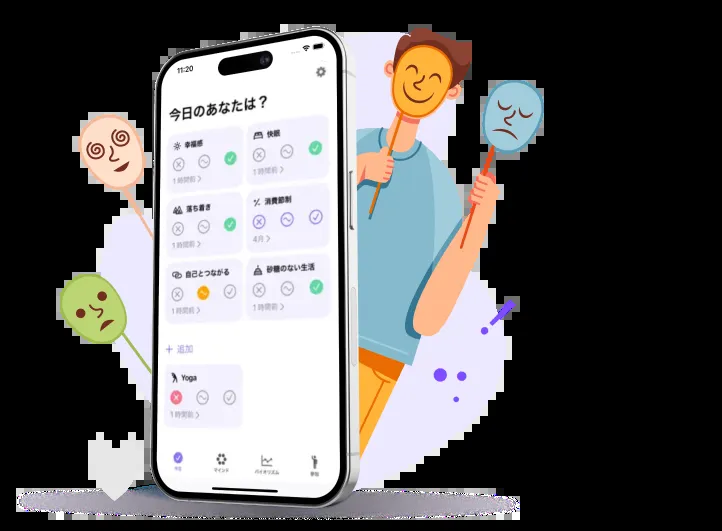 11:20
今日のあなたは？
幸福感
快眠
1時間前 >
1時間前 >
落ち着き
消費節制
1時間前 >
4月 >
自己とつながる
砂糖のない生活
1時間前 >
1時間前 >
+ 追加
Yoga
1時間前 >
今日
マインド
バイオリズム